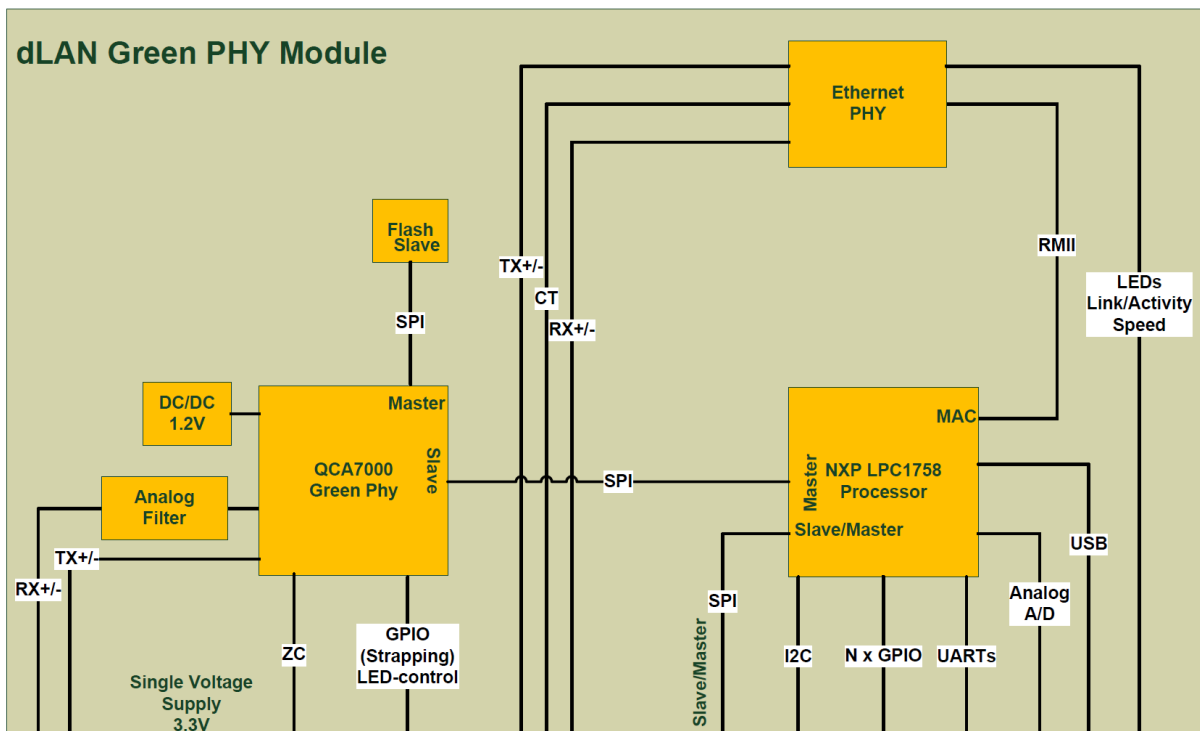 dLAN Green PHY Module
Ethernet
PHY
Flash
Slave
RMII
TX+/-
CT
RX+/-
LEDs
Link/Activity
Speed
SPI
DC/DC
1.2V
Master
Slave
QCA7000
Green Phy
SPI
MAC
Master
NXP LPC1758
Processor
Slave/Master
Analog
Filter
TX+/-
RX+/-
USB
Analog
A/D
SPI
Slave/Master
GPIO
(Strapping)
LED-control
ZC
I2C
N x GPIO
UARTs
Single Voltage
Supply
3.3V